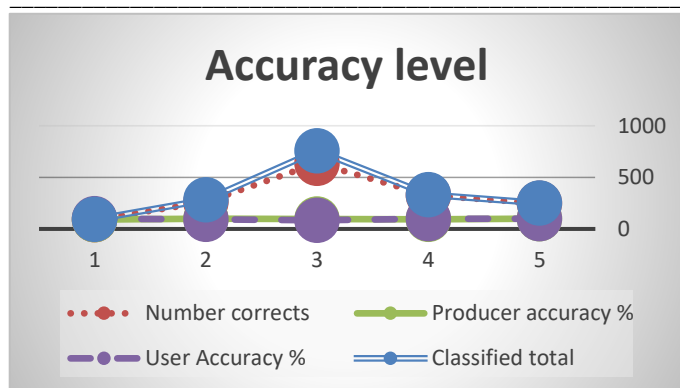 Accuracy level
1000
500
0
1 2 3 4 5
Number corrects Producer accuracy %
User Accuracy % Classified total